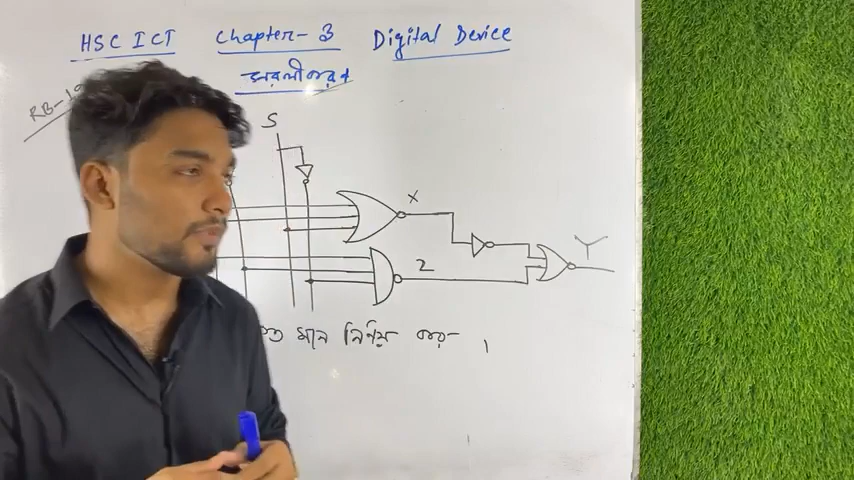 HSC ICT Chapter-3 Digital Device
সরলীকরণ
S
X
Z
Y
মান নির্ণয় কর-